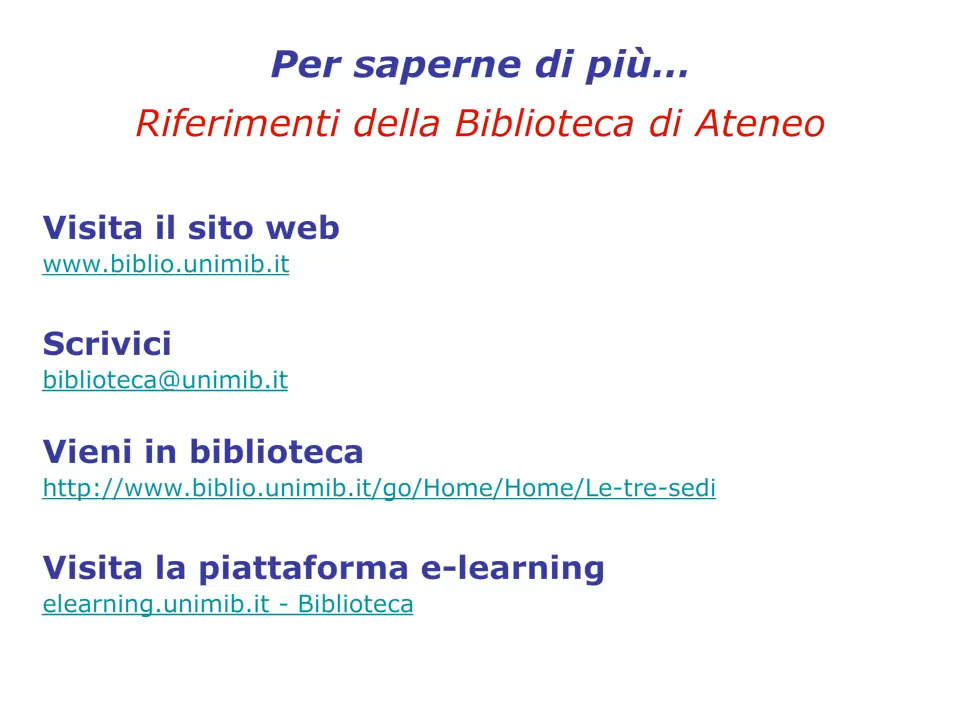 Per saperne di più…
Riferimenti della Biblioteca di Ateneo
Visita il sito web
www.biblio.unimib.it
Scrivici
biblioteca@unimib.it
Vieni in biblioteca
http://www.biblio.unimib.it/go/Home/Home/Le-tre-sedi
Visita la piattaforma e-learning
elearning.unimib.it - Biblioteca